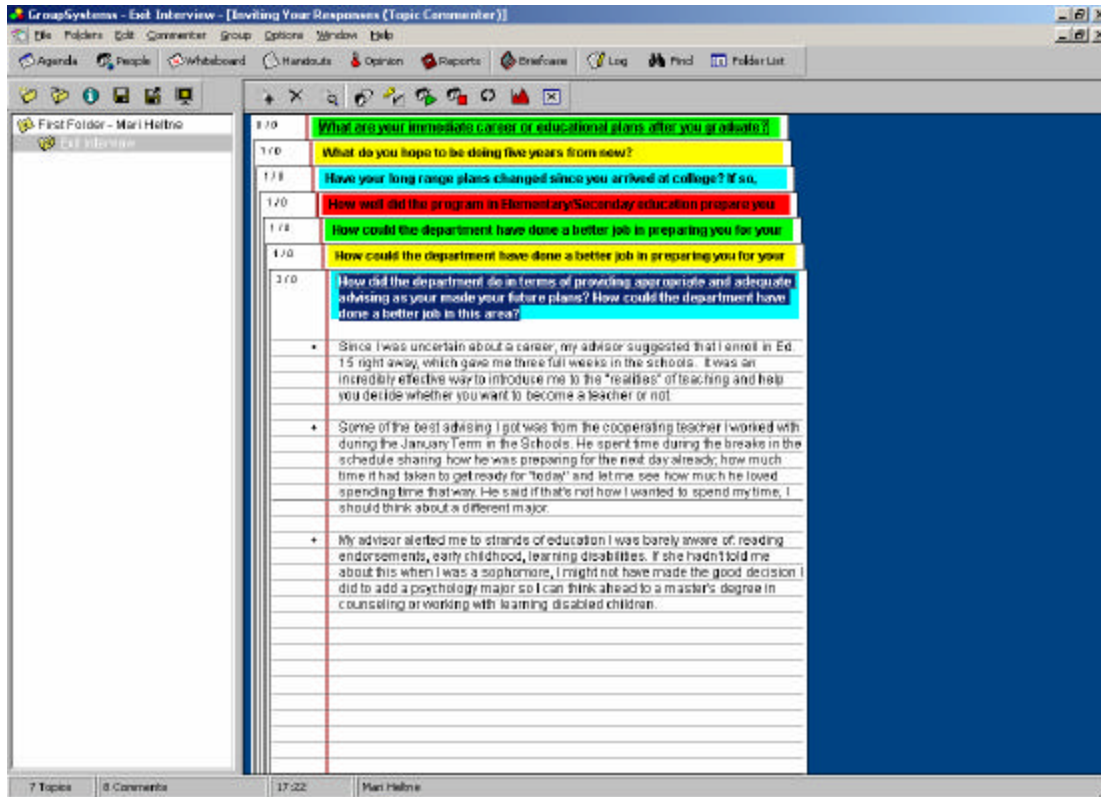 GroupSystems - Exit Interview - [Inviting Your Responses (Topic Commenter)]
File Folders Edit Commenter Group Options Window Help
Agenda People Whiteboard Handouts Opinion Reports Briefcase Log Find Folder List
First Folder - Mari Heltne
Exit Interview
What are your immediate career or educational plans after you graduate?
1 / 0 What do you hope to be doing five years from now?
Have your long range plans changed since you arrived at college? If so,
1 / 0 How well did the program in Elementary/Seconday education prepare you
How could the department have done a better job in preparing you for your
How could the department have done a better job in preparing you for your
3 / 0 How did the department do in terms of providing appropriate and adequate
advising as your made your future plans? How could the department have
done a better job in this area?
Since I was uncertain about a career, my advisor suggested that I enroll in Ed.
15 right away, which gave me three full weeks in the schools. It was an
incredibly effective way to introduce me to the "realities" of teaching and help
you decide whether you want to become a teacher or not.
Some of the best advising I got was from the cooperating teacher I worked with
during the January Term in the Schools. He spent time during the breaks in the
schedule sharing how he was preparing for the next day already; how much
time it had taken to get ready for "today" and let me see how much he loved
spending time that way. He said if that's not how I wanted to spend my time, I
should think about a different major.
My advisor alerted me to strands of education I was barely aware of: reading
endorsements, early childhood, learning disabilities. If she hadn't told me
about this when I was a sophomore, I might not have made the good decision I
did to add a psychology major so I can think ahead to a master's degree in
counseling or working with learning disabled children.
7 Topics 8 Comments 17:22 Mari Heltne